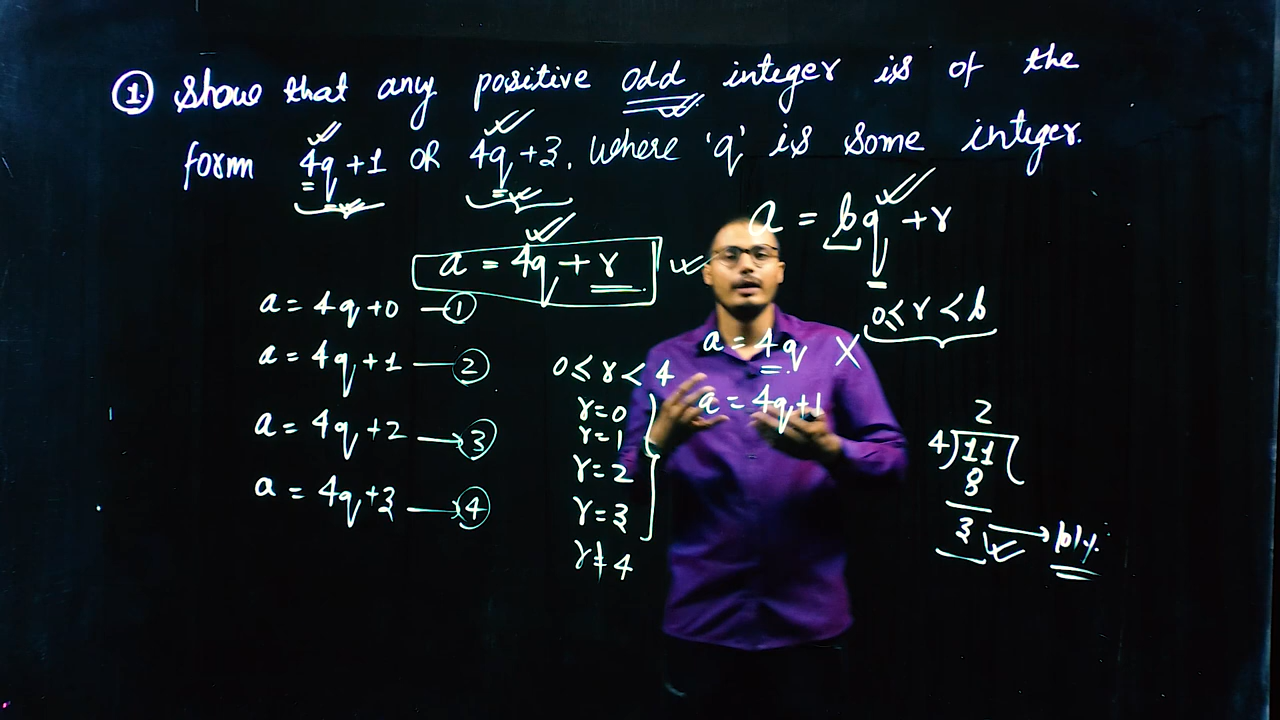 ① Show that any positive odd integer is of the
form 4q+1 OR 4q+3, Where 'q' is some integer.
a = bq + r
a = 4q + r
0 ≤ r < b
a = 4q + 0 — ①
a = 4q + 1 — ②
a = 4q + 2 → ③
a = 4q + 3 → ④
0 ≤ r < 4
r = 0
r = 1
r = 2
r = 3
r ≠ 4
a = 4q X
a = 4q+1
2
4)11(
8
3 →